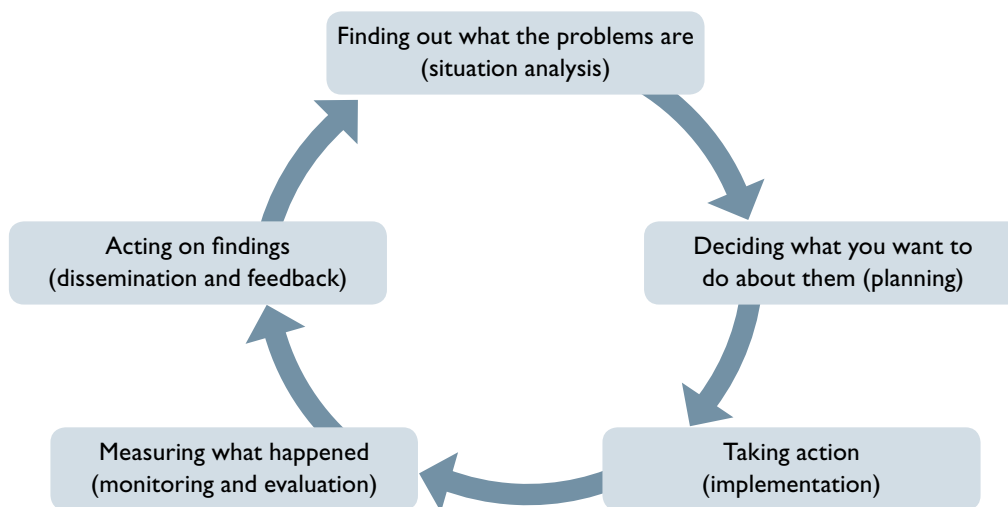 Finding out what the problems are
(situation analysis)
Deciding what you want to
do about them (planning)
Taking action
(implementation)
Measuring what happened
(monitoring and evaluation)
Acting on findings
(dissemination and feedback)